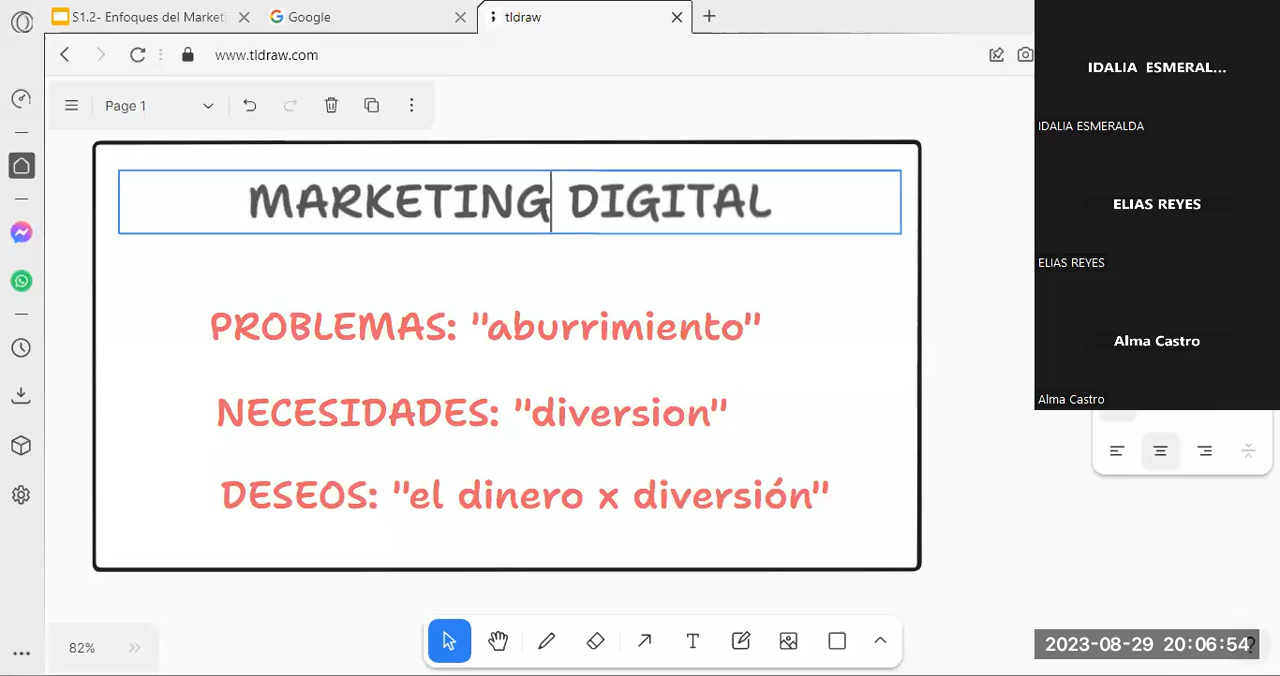 S1.2- Enfoques del Marketi
Google
tldraw
www.tldraw.com
Page 1
MARKETING DIGITAL
PROBLEMAS: "aburrimiento"
NECESIDADES: "diversion"
DESEOS: "el dinero x diversión"
82%
IDALIA ESMERAL...
IDALIA ESMERALDA
ELIAS REYES
ELIAS REYES
Alma Castro
Alma Castro
2023-08-29 20:06:54